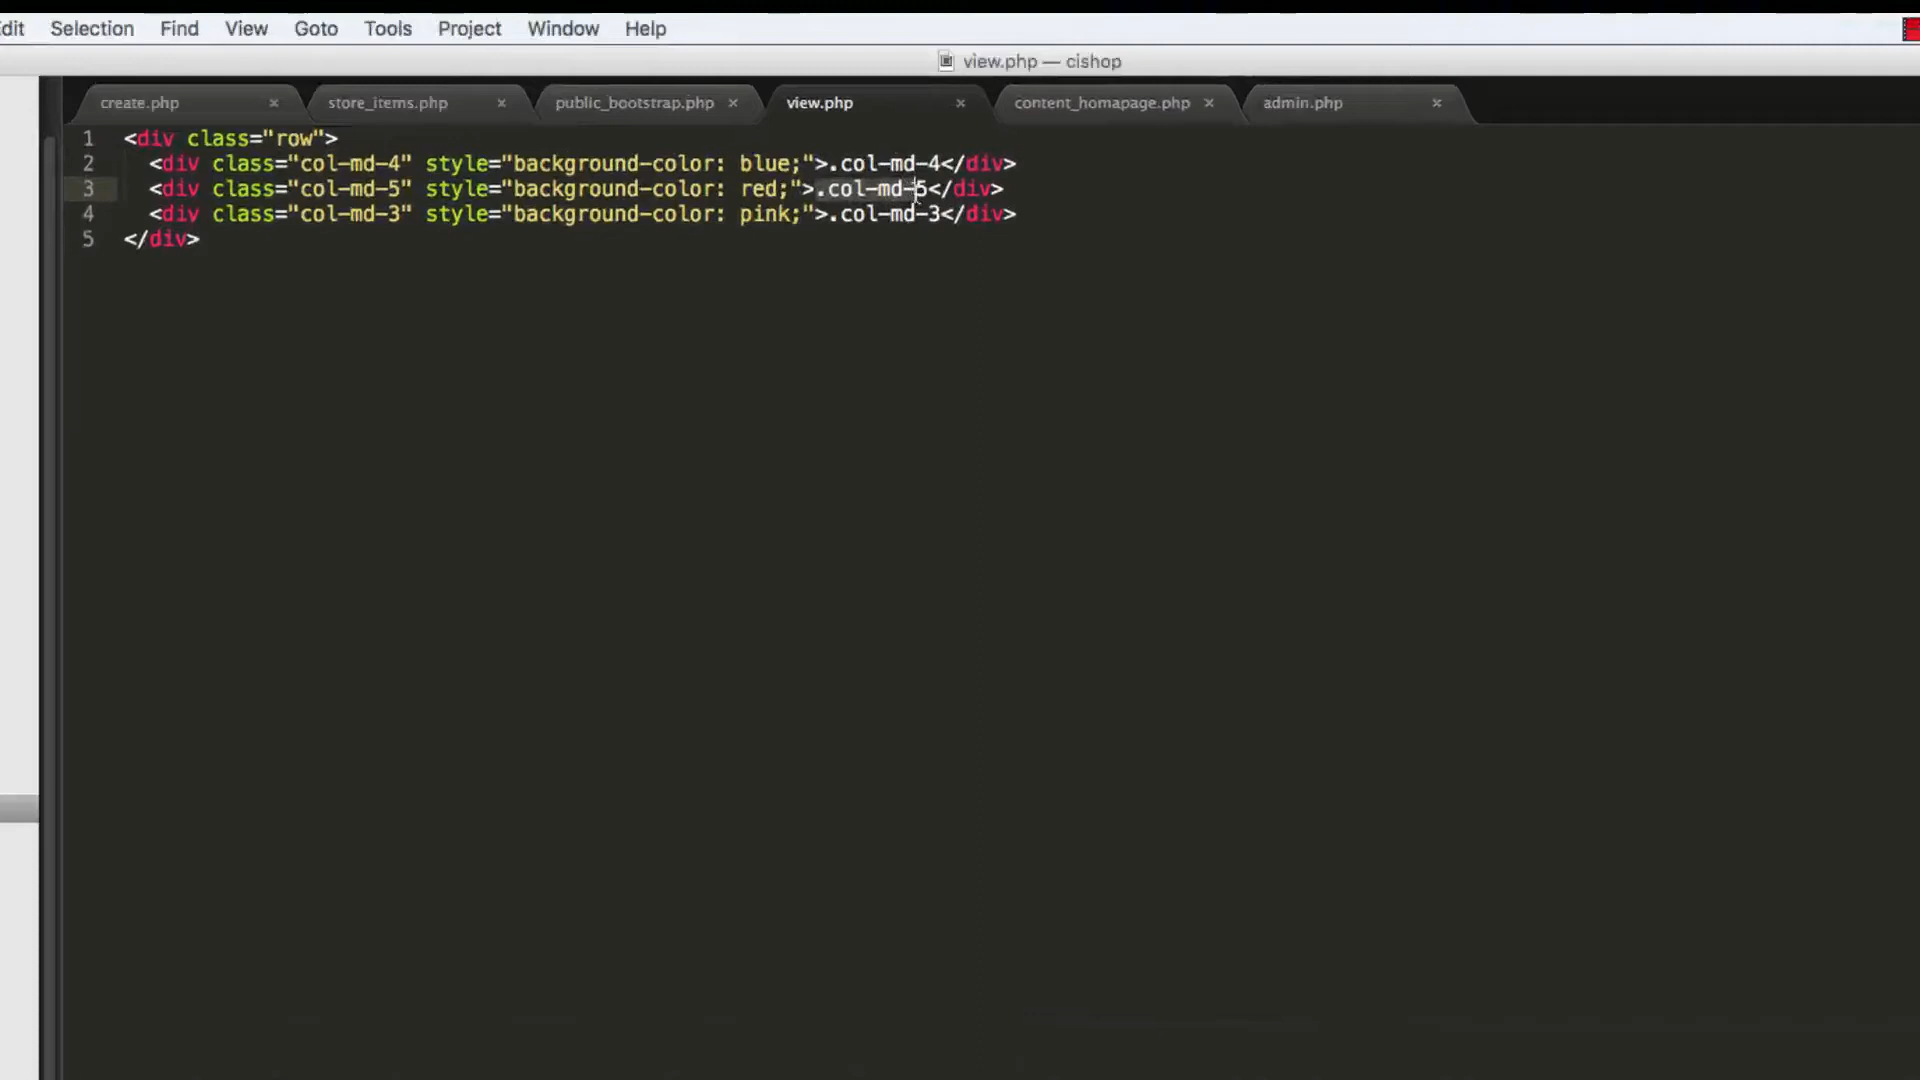 Edit Selection Find View Goto Tools Project Window Help
view.php — cishop
create.php × store_items.php × public_bootstrap.php × view.php × content_homapage.php × admin.php ×
1 <div class="row">
2 <div class="col-md-4" style="background-color: blue;">.col-md-4</div>
3 <div class="col-md-5" style="background-color: red;">.col-md-5</div>
4 <div class="col-md-3" style="background-color: pink;">.col-md-3</div>
5 </div>